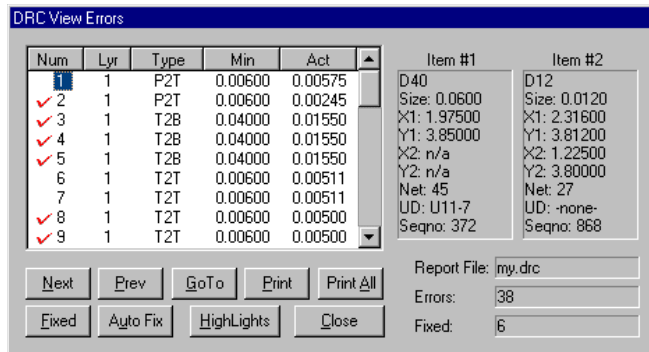 DRC View Errors
Num Lyr Type Min Act
1 1 P2T 0.00600 0.00575
2 1 P2T 0.00600 0.00245
3 1 T2B 0.04000 0.01550
4 1 T2B 0.04000 0.01550
5 1 T2B 0.04000 0.01550
6 1 T2T 0.00600 0.00511
7 1 T2T 0.00600 0.00511
8 1 T2T 0.00600 0.00500
9 1 T2T 0.00600 0.00500
Item #1
D40
Size: 0.0600
X1: 1.97500
Y1: 3.85000
X2: n/a
Y2: n/a
Net: 45
UD: U11-7
Seqno: 372
Item #2
D12
Size: 0.0120
X1: 2.31600
Y1: 3.81200
X2: 1.22500
Y2: 3.80000
Net: 27
UD: -none-
Seqno: 868
Next Prev GoTo Print Print All
Fixed Auto Fix HighLights Close
Report File: my.drc
Errors: 38
Fixed: 6